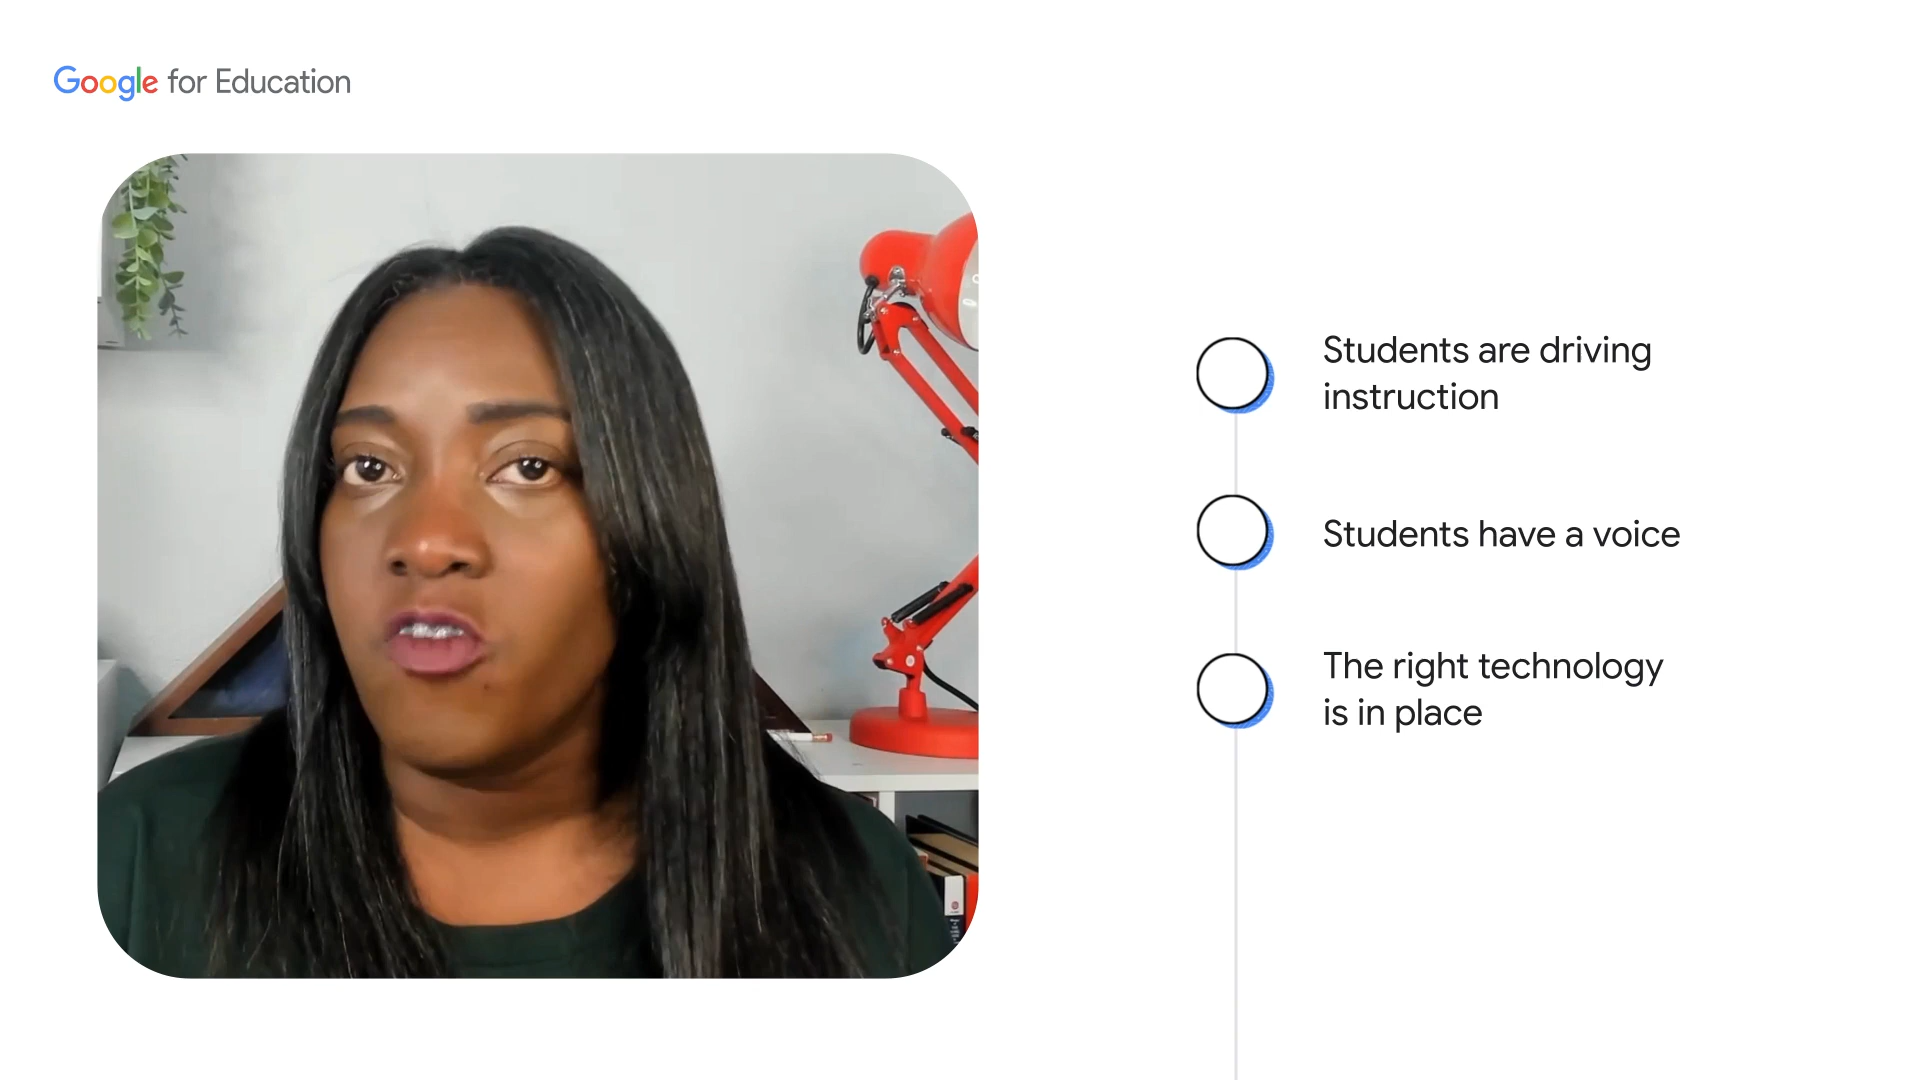 Google for Education
Students are driving
instruction
Students have a voice
The right technology
is in place